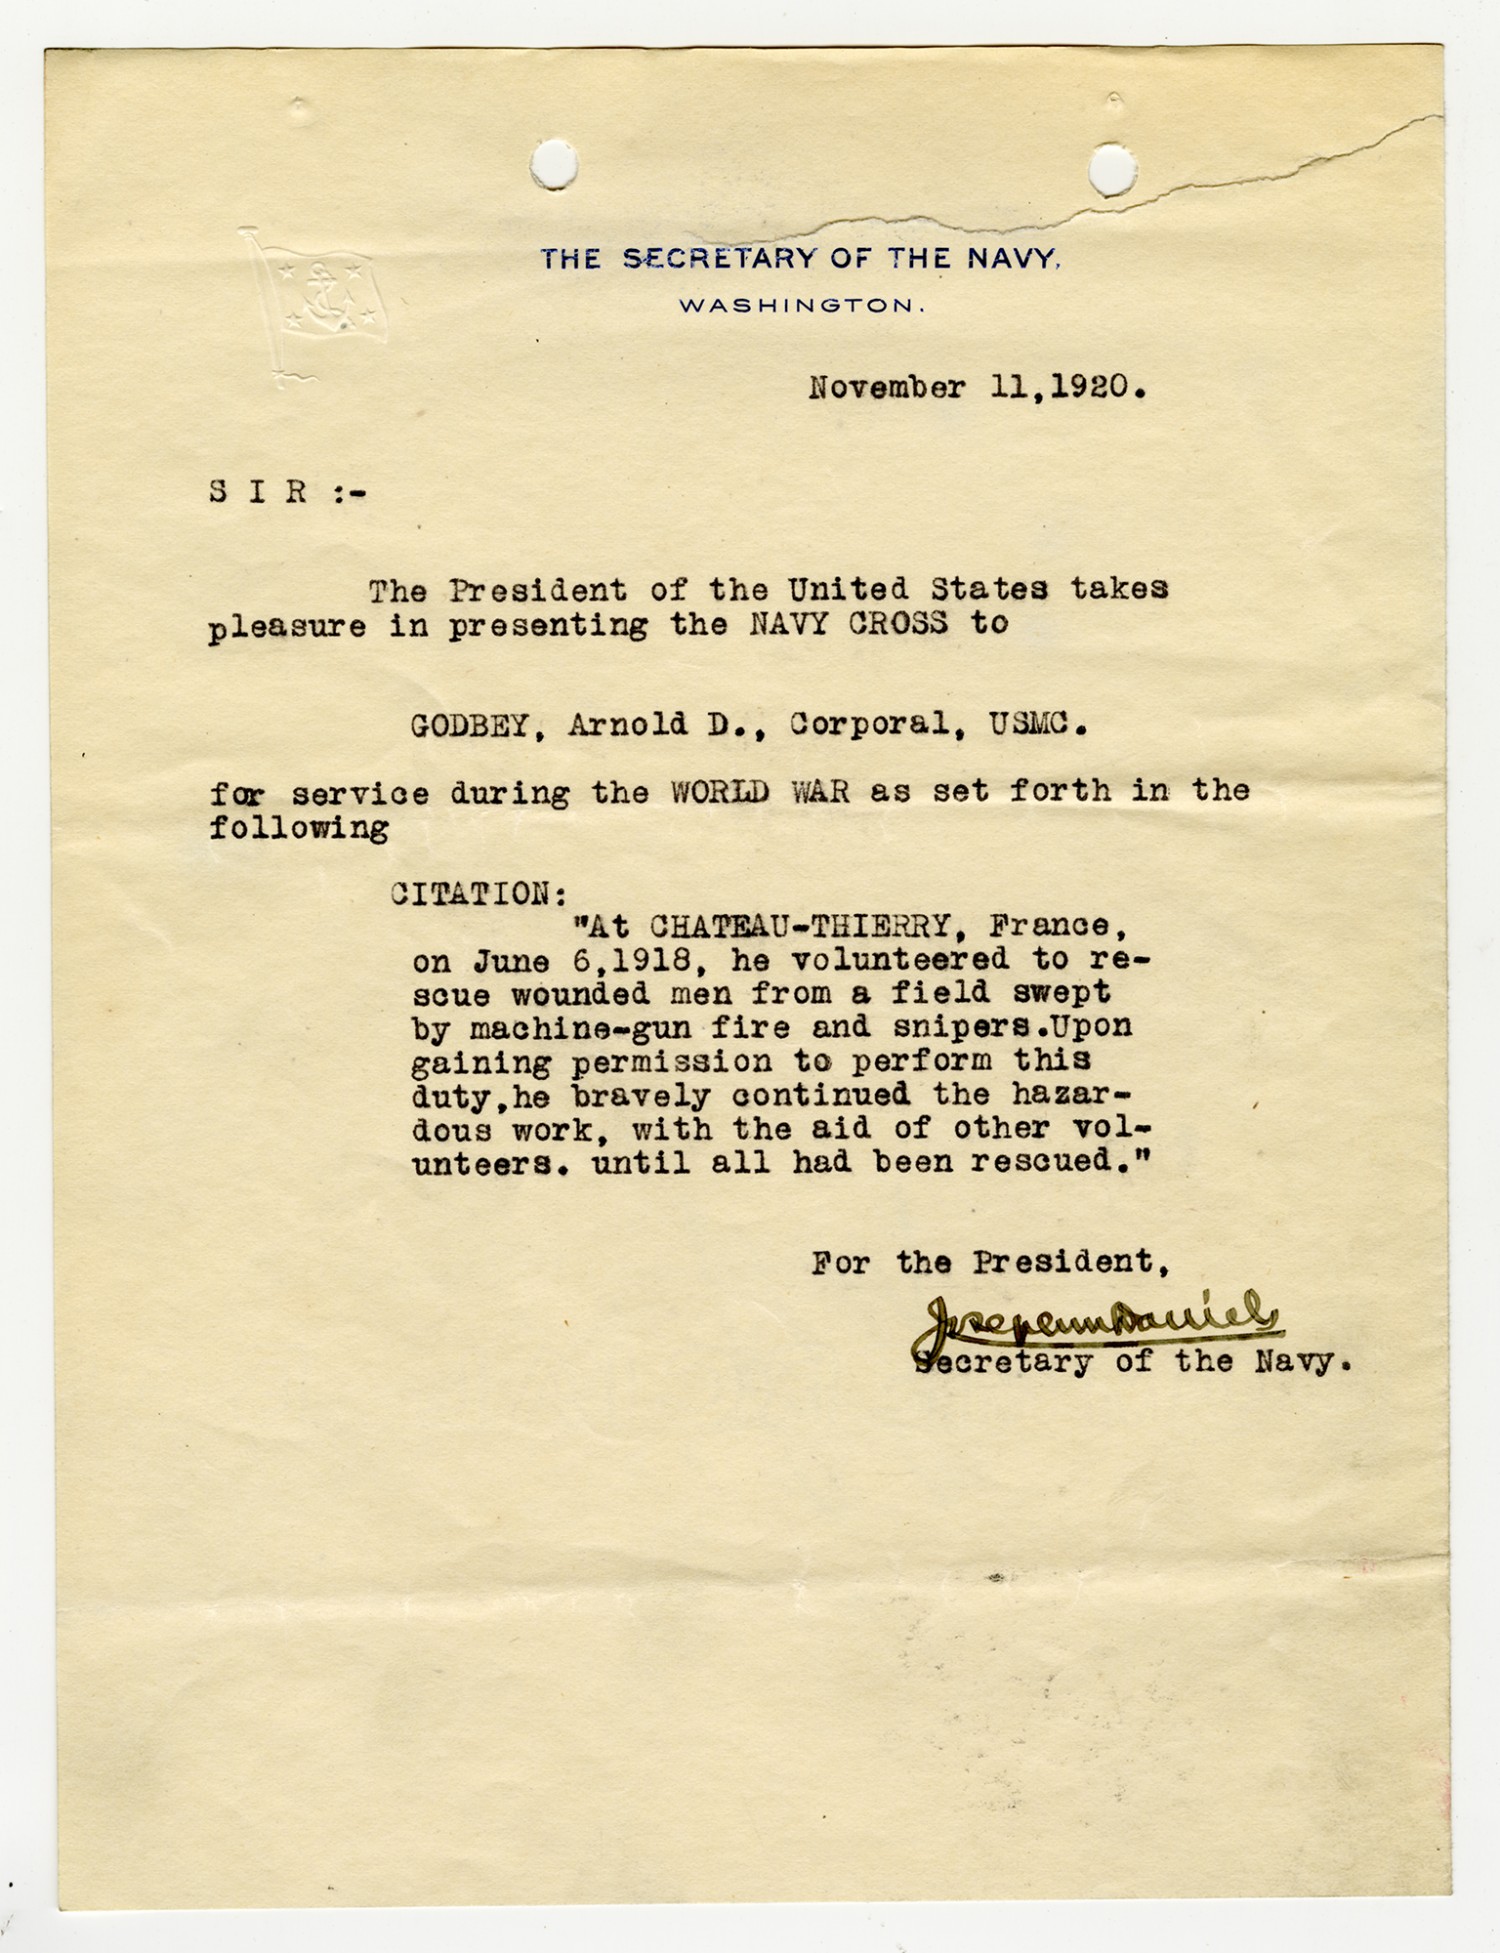 THE SECRETARY OF THE NAVY.
WASHINGTON.
November 11,1920.
S I R :-
The President of the United States takes
pleasure in presenting the NAVY CROSS to
GODBEY, Arnold D., Corporal, USMC.
for service during the WORLD WAR as set forth in the
following
CITATION:
"At CHATEAU-THIERRY, France,
on June 6,1918, he volunteered to re-
scue wounded men from a field swept
by machine-gun fire and snipers.Upon
gaining permission to perform this
duty,he bravely continued the hazar-
dous work, with the aid of other vol-
unteers. until all had been rescued."
For the President,
Josephus Daniels
Secretary of the Navy.